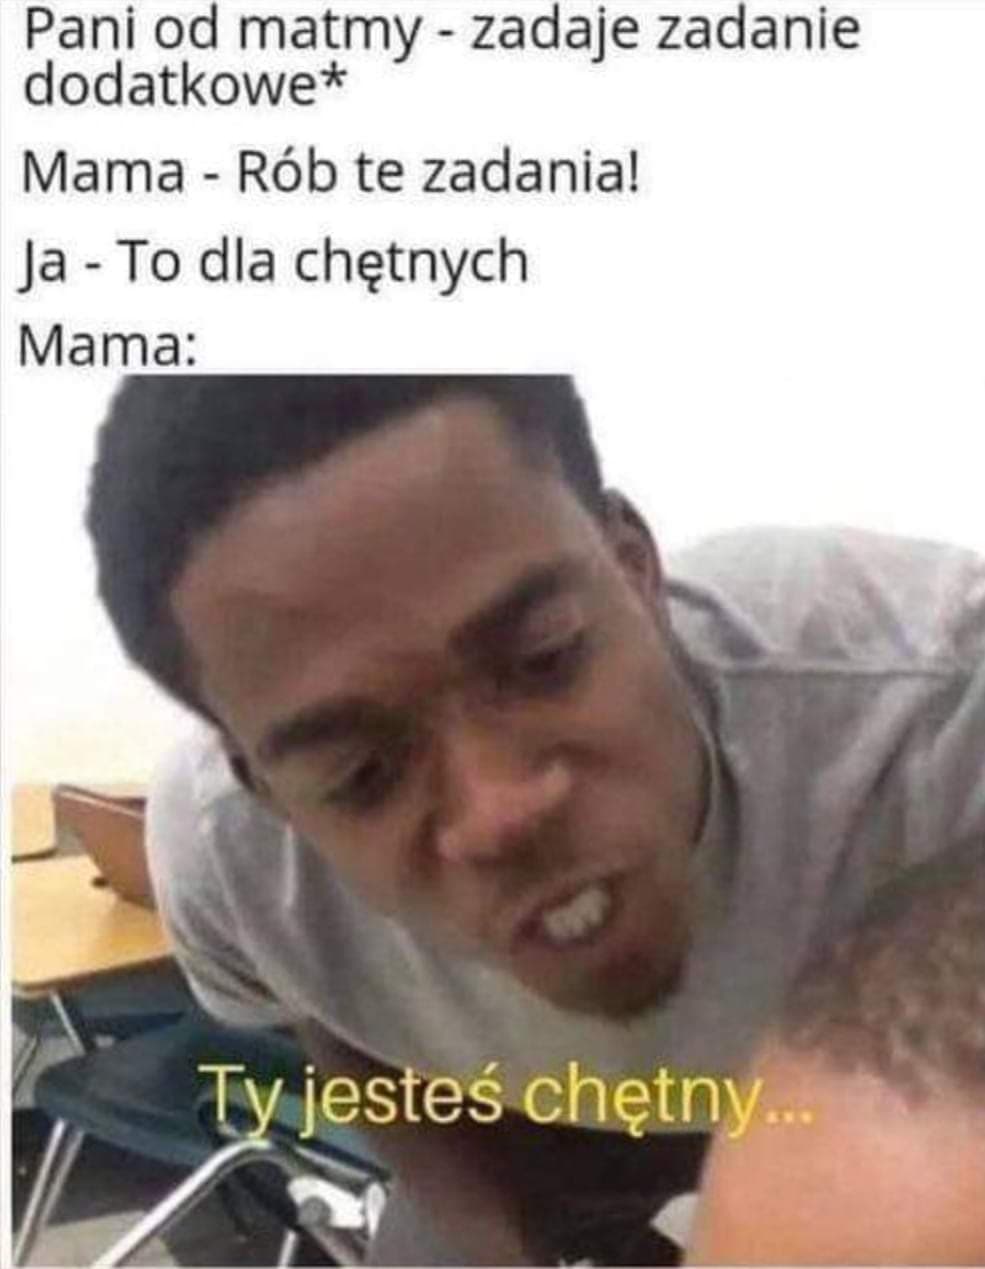 Pani od matmy - zadaje zadanie
dodatkowe*
Mama - Rób te zadania!
Ja - To dla chętnych
Mama:
Ty jesteś chętny...